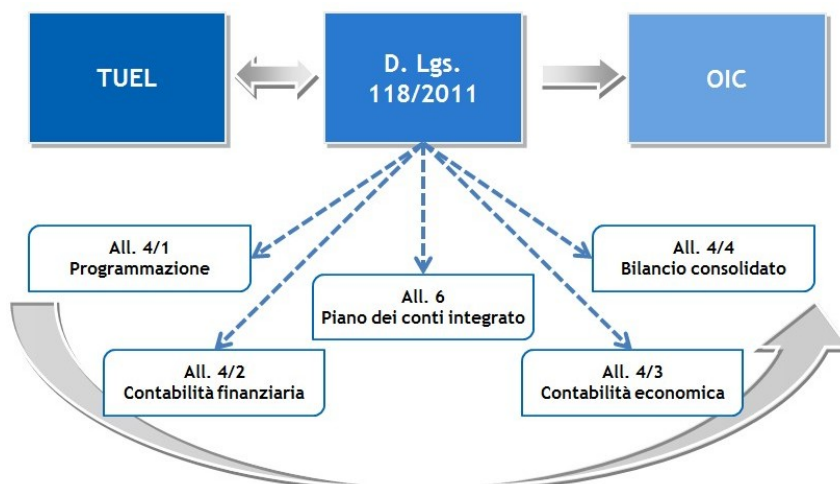 TUEL
D. Lgs.
118/2011
OIC
All. 4/1
Programmazione
All. 4/4
Bilancio consolidato
All. 6
Piano dei conti integrato
All. 4/2
Contabilità finanziaria
All. 4/3
Contabilità economica